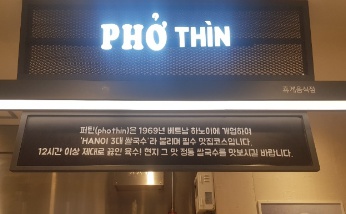 PHỞ THÌN
퍼틴(pho thin)은 1969년 베트남 하노이에 개업하여
'HANOI 3대 쌀국수'라 불리며 필수 맛집코스입니다.
12시간 이상 제대로 끓인 육수! 현지 그 맛 정통 쌀국수를 맛보시길 바랍니다.